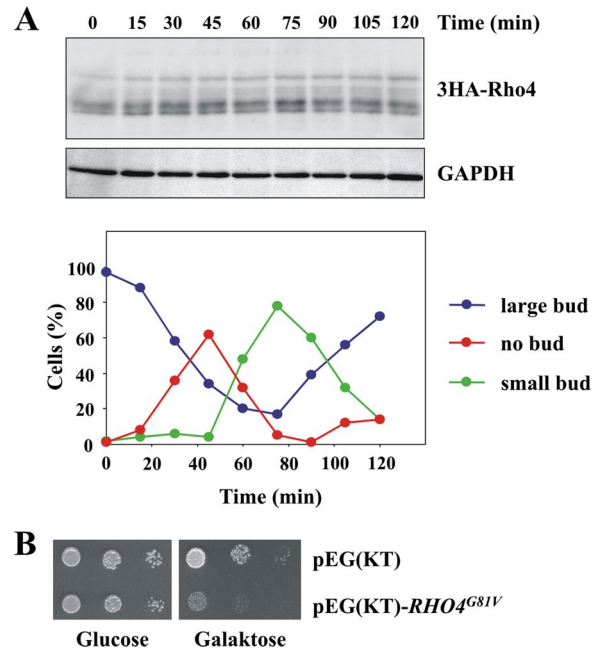 A
0 15 30 45 60 75 90 105 120 Time (min)
3HA-Rho4
GAPDH
100
80
60
40
20
0
Cells (%)
0 20 40 60 80 100 120
Time (min)
large bud
no bud
small bud
B
pEG(KT)
pEG(KT)-RHO4G81V
Glucose Galaktose